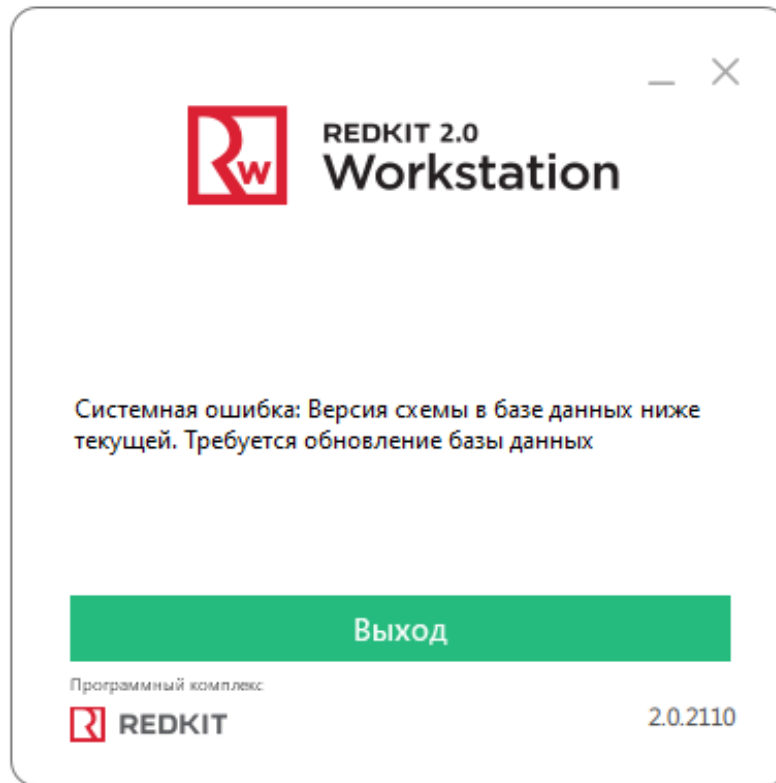 Rw
REDKIT 2.0
Workstation
Системная ошибка: Версия схемы в базе данных ниже
текущей. Требуется обновление базы данных
Выход
Программный комплекс
REDKIT
2.0.2110